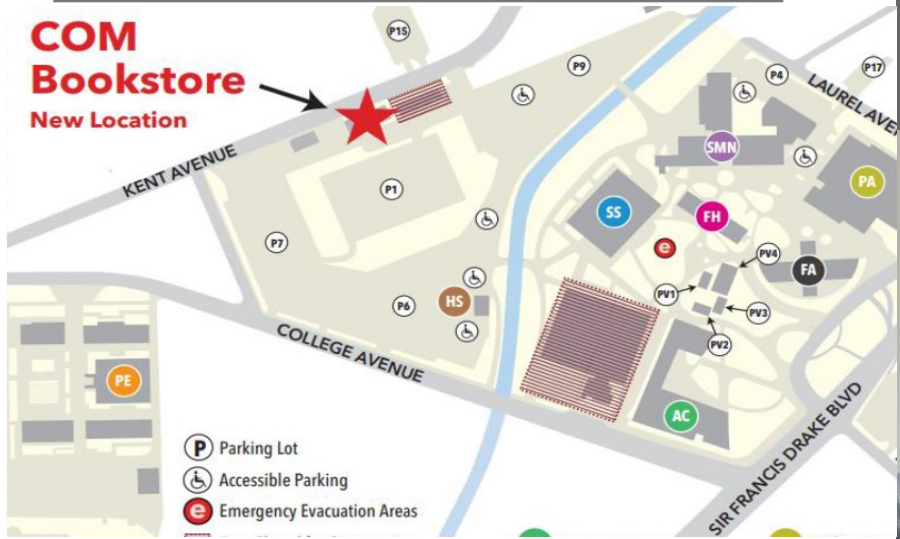 COM
Bookstore
New Location
P15
P9
P4
P17
LAUREL AVE
SMN
PA
KENT AVENUE
P1
SS
FH
P7
e
PV4
FA
PV1
HS
P6
PV3
PV2
COLLEGE AVENUE
PE
AC
SIR FRANCIS DRAKE BLVD
P Parking Lot
Accessible Parking
e Emergency Evacuation Areas